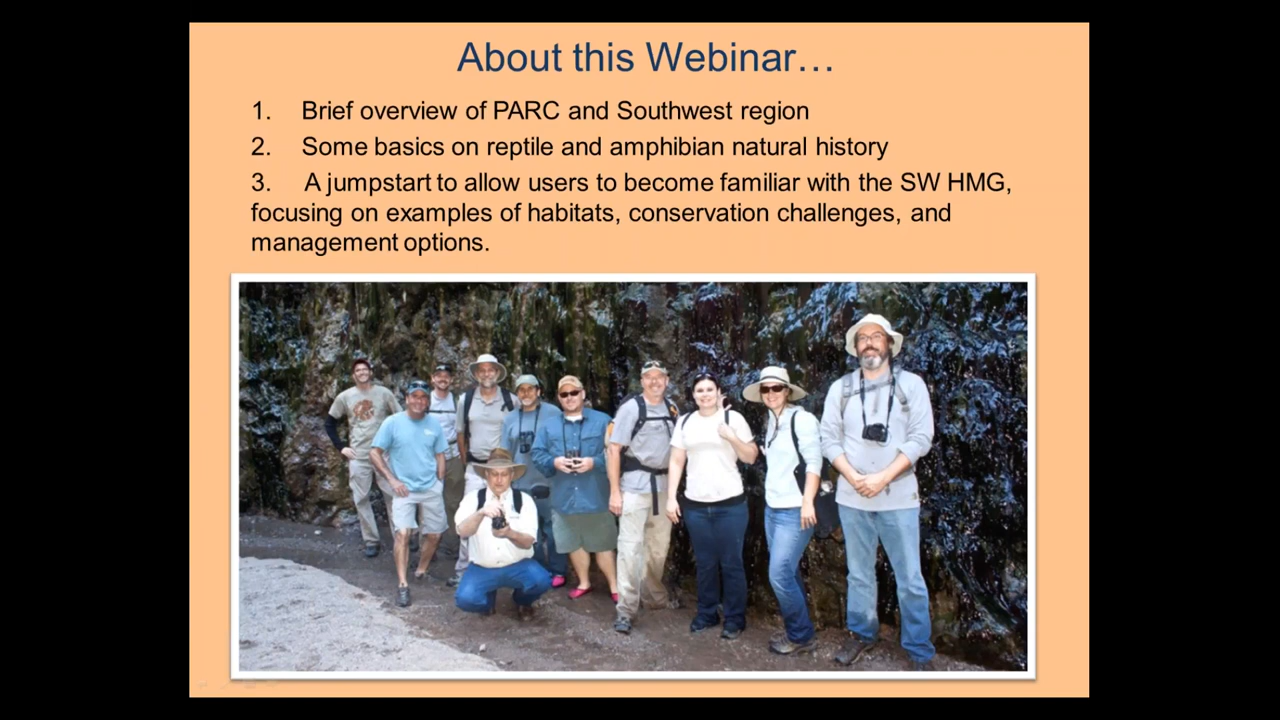 About this Webinar…
1. Brief overview of PARC and Southwest region
2. Some basics on reptile and amphibian natural history
3. A jumpstart to allow users to become familiar with the SW HMG,
focusing on examples of habitats, conservation challenges, and
management options.